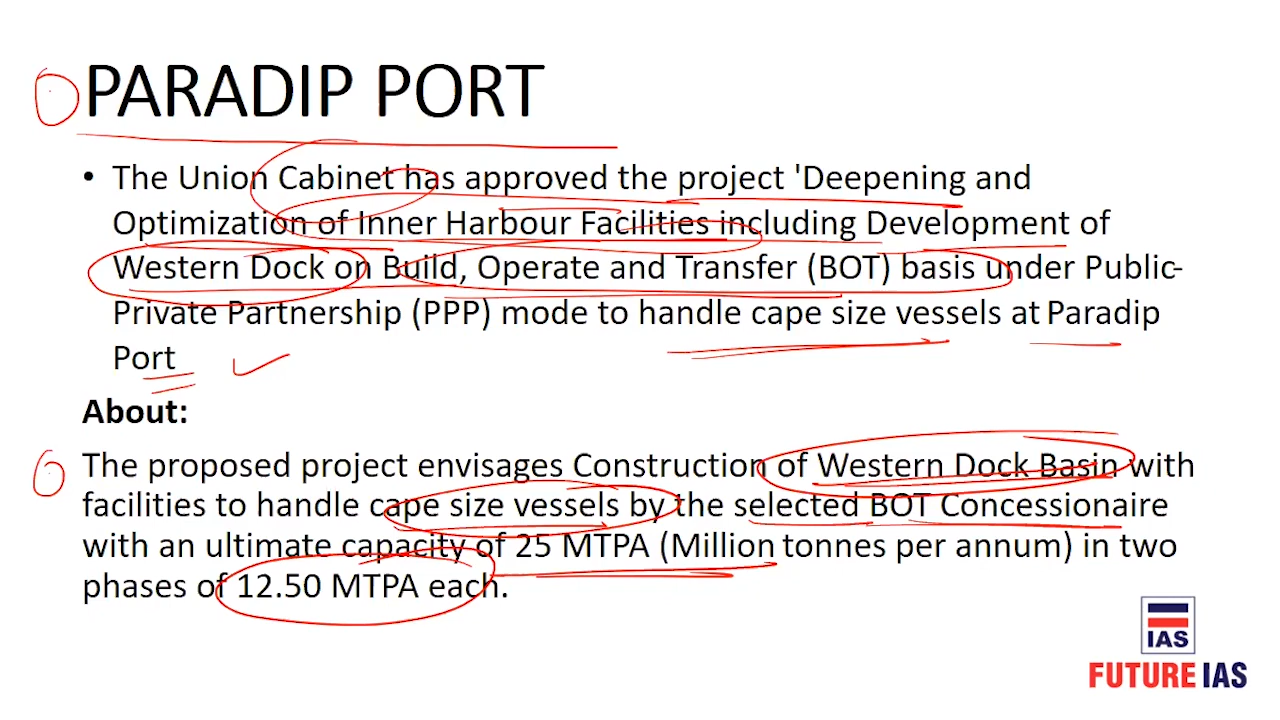 PARADIP PORT
• The Union Cabinet has approved the project 'Deepening and
Optimization of Inner Harbour Facilities including Development of
Western Dock on Build, Operate and Transfer (BOT) basis under Public-
Private Partnership (PPP) mode to handle cape size vessels at Paradip
Port
About:
The proposed project envisages Construction of Western Dock Basin with
facilities to handle cape size vessels by the selected BOT Concessionaire
with an ultimate capacity of 25 MTPA (Million tonnes per annum) in two
phases of 12.50 MTPA each.
IAS
FUTURE IAS